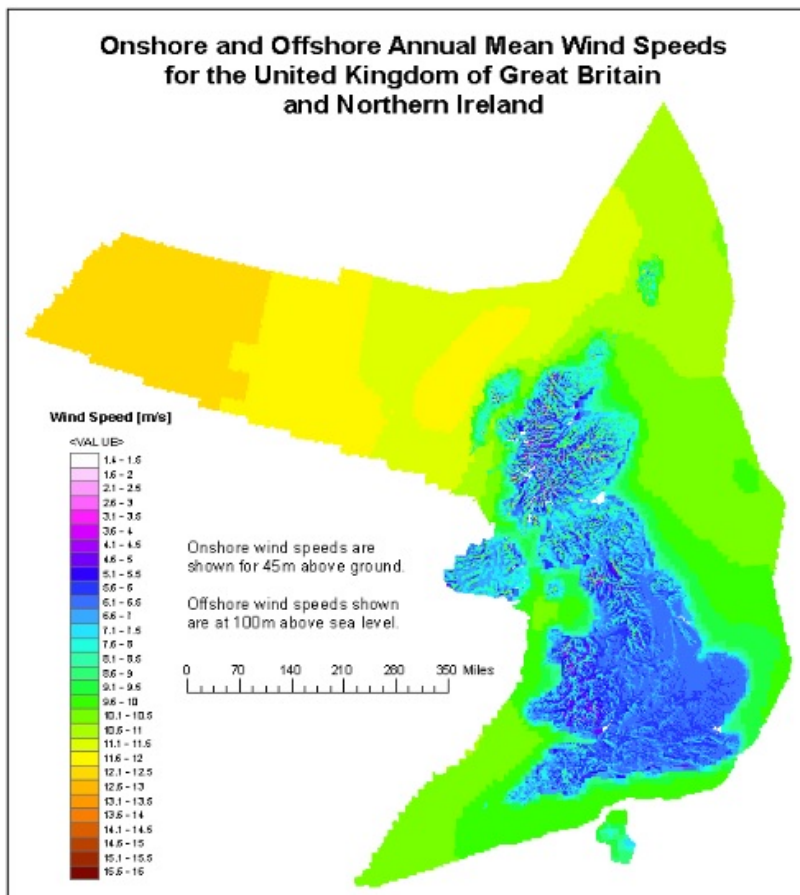 Onshore and Offshore Annual Mean Wind Speeds
for the United Kingdom of Great Britain
and Northern Ireland
Wind Speed [m/s]
<VALUE>
1.4 - 1.5
1.6 - 2
2.1 - 2.5
2.6 - 3
3.1 - 3.5
3.6 - 4
4.1 - 4.5
4.6 - 5
5.1 - 5.5
5.6 - 6
6.1 - 6.5
6.6 - 7
7.1 - 7.5
7.6 - 8
8.1 - 8.5
8.6 - 9
9.1 - 9.5
9.6 - 10
10.1 - 10.5
10.6 - 11
11.1 - 11.5
11.6 - 12
12.1 - 12.5
12.6 - 13
13.1 - 13.5
13.6 - 14
14.1 - 14.5
14.6 - 15
15.1 - 15.5
15.6 - 16
Onshore wind speeds are
shown for 45m above ground.
Offshore wind speeds shown
are at 100m above sea level.
0 70 140 210 280 350 Miles